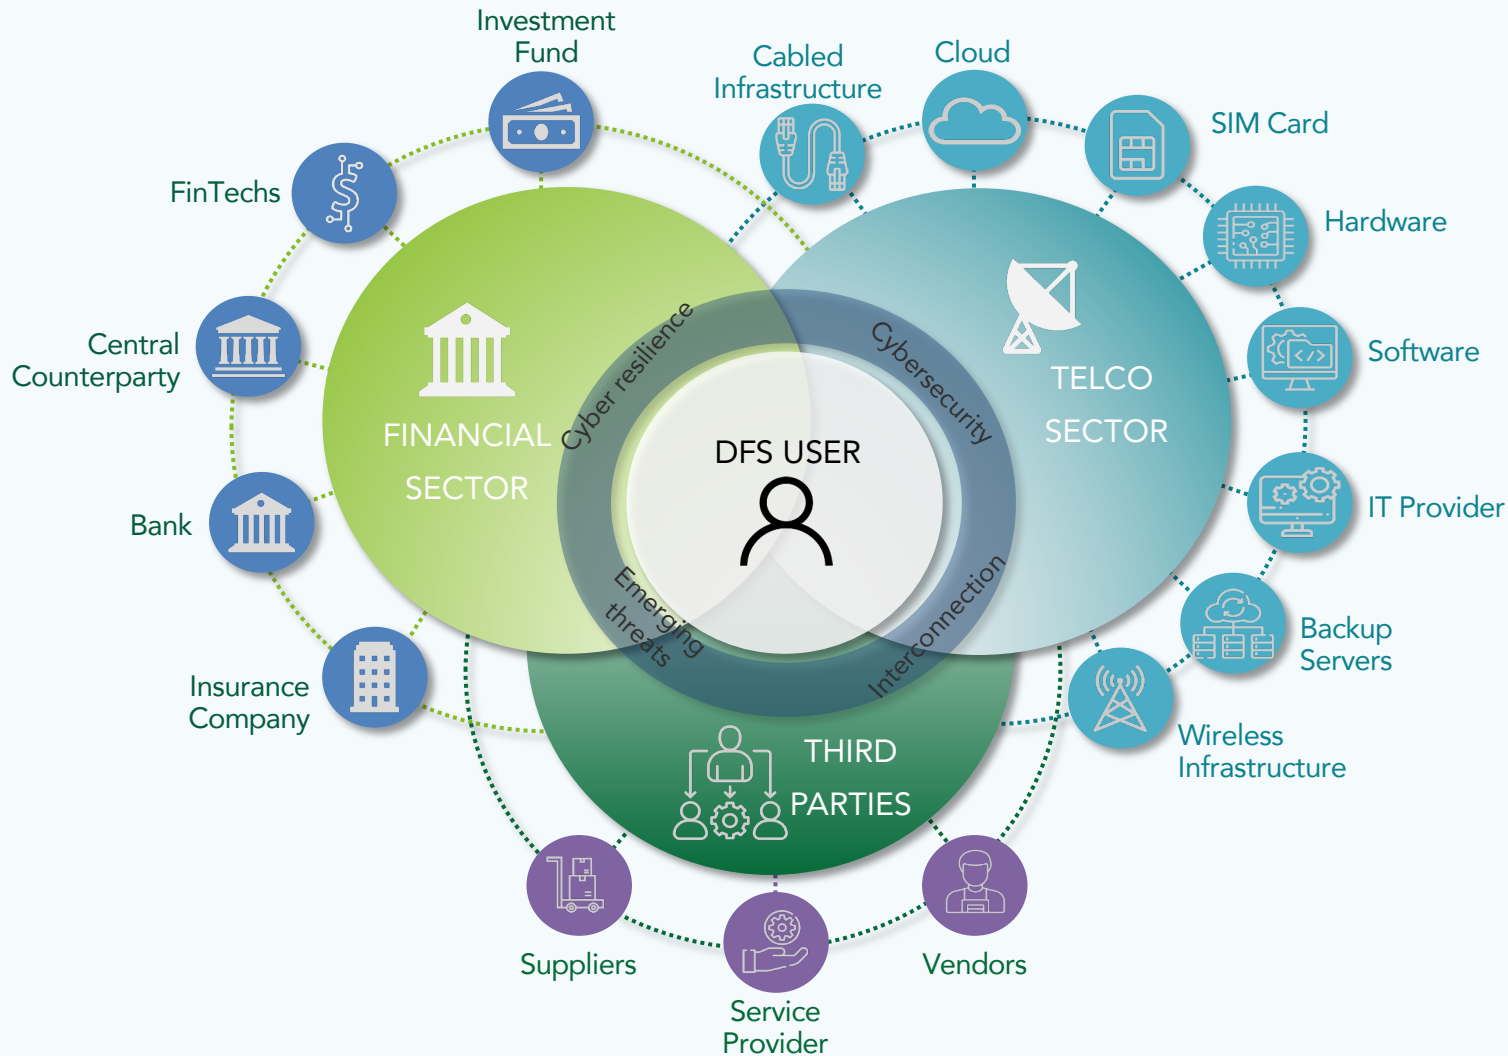 Investment
Fund
Cabled
Infrastructure
Cloud
SIM Card
FinTechs
Hardware
Central
Counterparty
Software
Cyber resilience
Cybersecurity
FINANCIAL
SECTOR
TELCO
SECTOR
DFS USER
Bank
IT Provider
Emerging
threats
Interconnection
Backup
Servers
Insurance
Company
Wireless
Infrastructure
THIRD
PARTIES
Suppliers
Service
Provider
Vendors